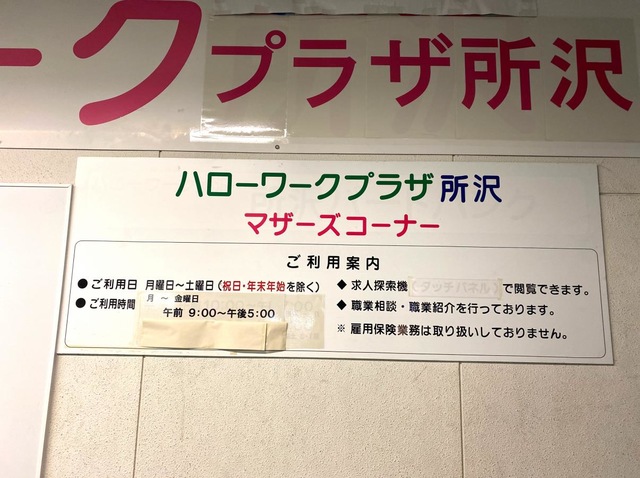 ークプラザ所沢
ハローワークプラザ所沢
マザーズコーナー
ご利用案内
● ご利用日 月曜日～土曜日(祝日・年末年始を除く)
● ご利用時間 月 ～ 金曜日
午前 9:00～午後5:00
◆ 求人探索機(タッチパネル)で閲覧できます。
◆ 職業相談・職業紹介を行っております。
※ 雇用保険業務は取り扱いしておりません。